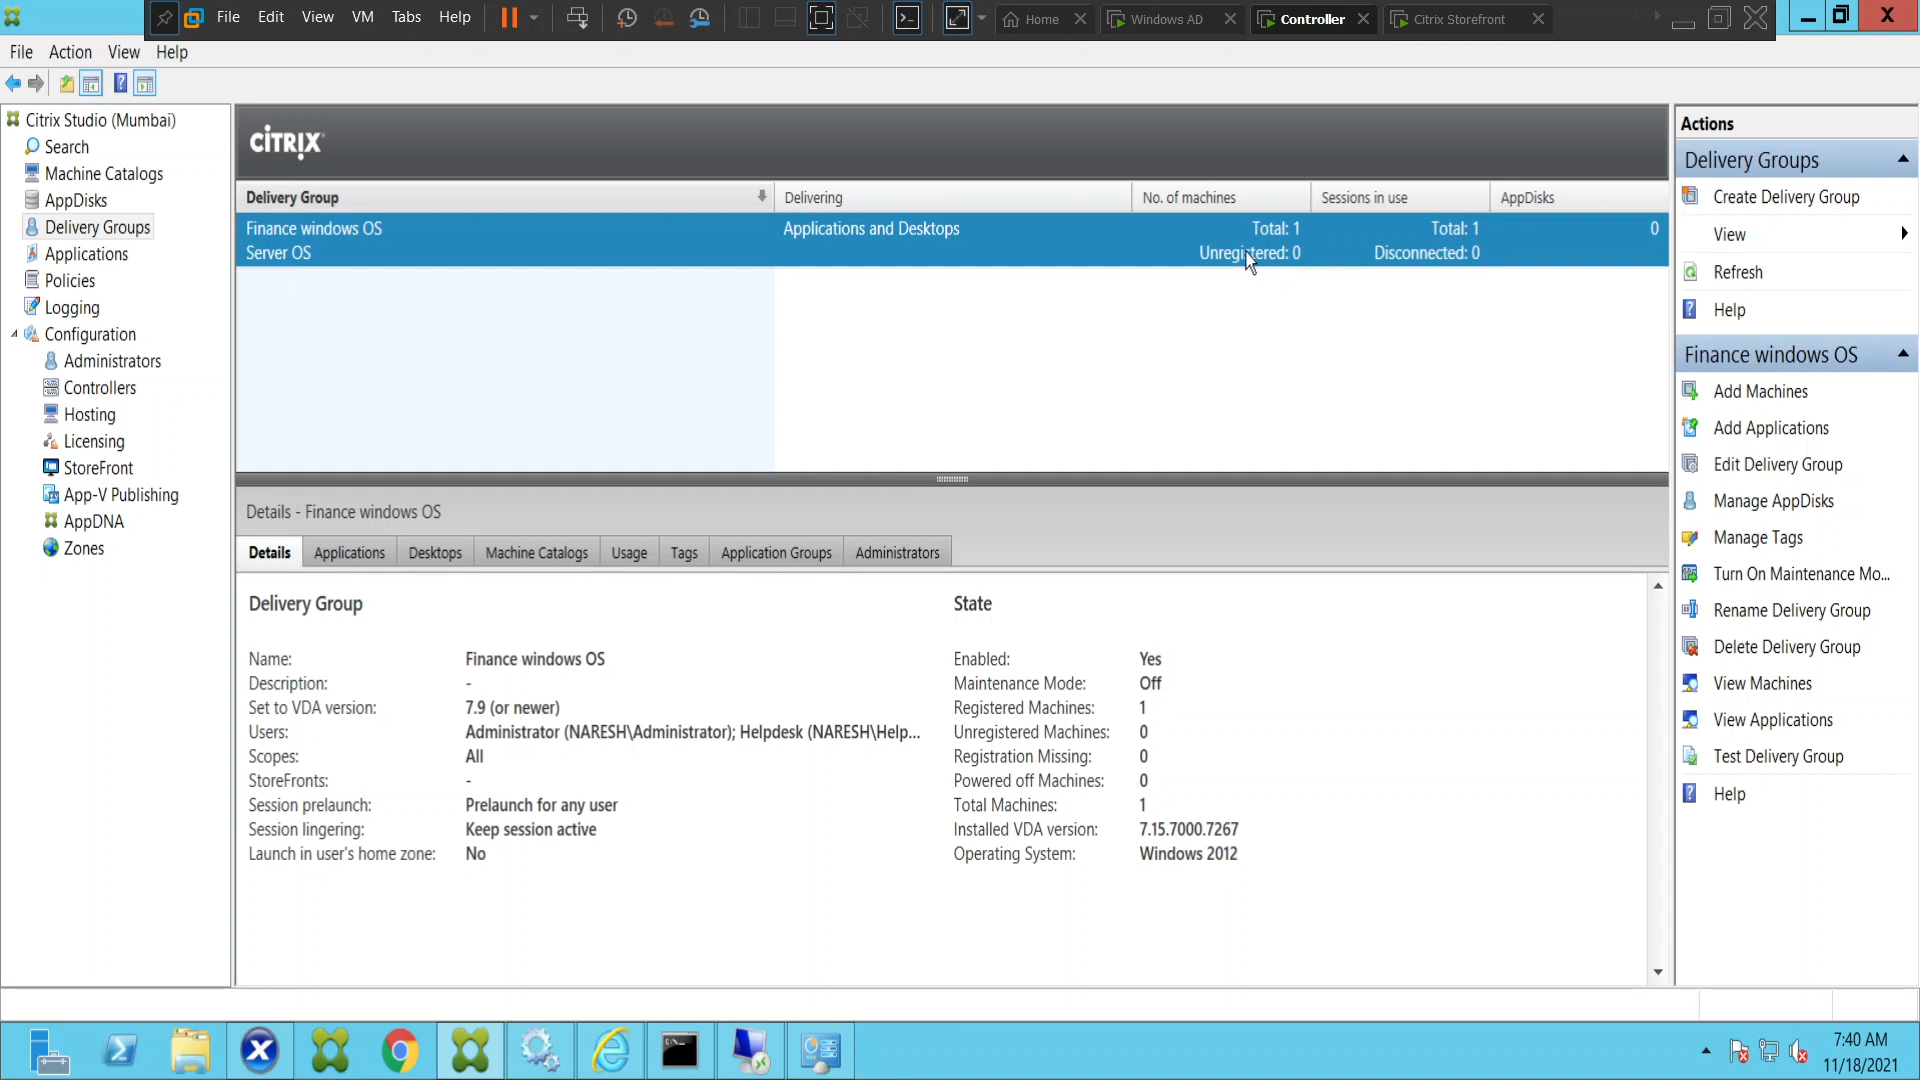 File Edit View VM Tabs Help
Home
Windows AD
Controller
Citrix Storefront
File Action View Help
Citrix Studio (Mumbai)
Search
Machine Catalogs
AppDisks
Delivery Groups
Applications
Policies
Logging
Configuration
Administrators
Controllers
Hosting
Licensing
StoreFront
App-V Publishing
AppDNA
Zones
CITRIX
Delivery Group Delivering No. of machines Sessions in use AppDisks
Finance windows OS Applications and Desktops Total: 1 Total: 1 0
Server OS Unregistered: 0 Disconnected: 0
Details - Finance windows OS
Details Applications Desktops Machine Catalogs Usage Tags Application Groups Administrators
Delivery Group
Name: Finance windows OS
Description: -
Set to VDA version: 7.9 (or newer)
Users: Administrator (NARESH\Administrator); Helpdesk (NARESH\Help...
Scopes: All
StoreFronts: -
Session prelaunch: Prelaunch for any user
Session lingering: Keep session active
Launch in user's home zone: No
State
Enabled: Yes
Maintenance Mode: Off
Registered Machines: 1
Unregistered Machines: 0
Registration Missing: 0
Powered off Machines: 0
Total Machines: 1
Installed VDA version: 7.15.7000.7267
Operating System: Windows 2012
Actions
Delivery Groups
Create Delivery Group
View
Refresh
Help
Finance windows OS
Add Machines
Add Applications
Edit Delivery Group
Manage AppDisks
Manage Tags
Turn On Maintenance Mo...
Rename Delivery Group
Delete Delivery Group
View Machines
View Applications
Test Delivery Group
Help
7:40 AM
11/18/2021